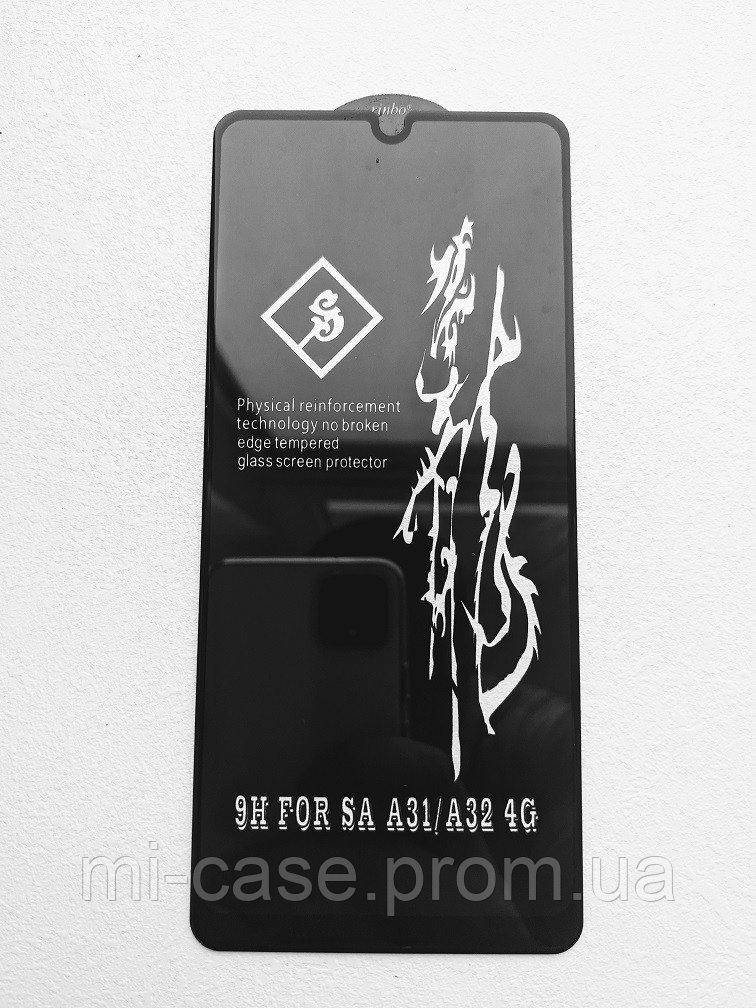 rinbo®
Physical reinforcement
technology no broken
edge tempered
glass screen protector
9H FOR SA A31/A32 4G
mi-case.prom.ua